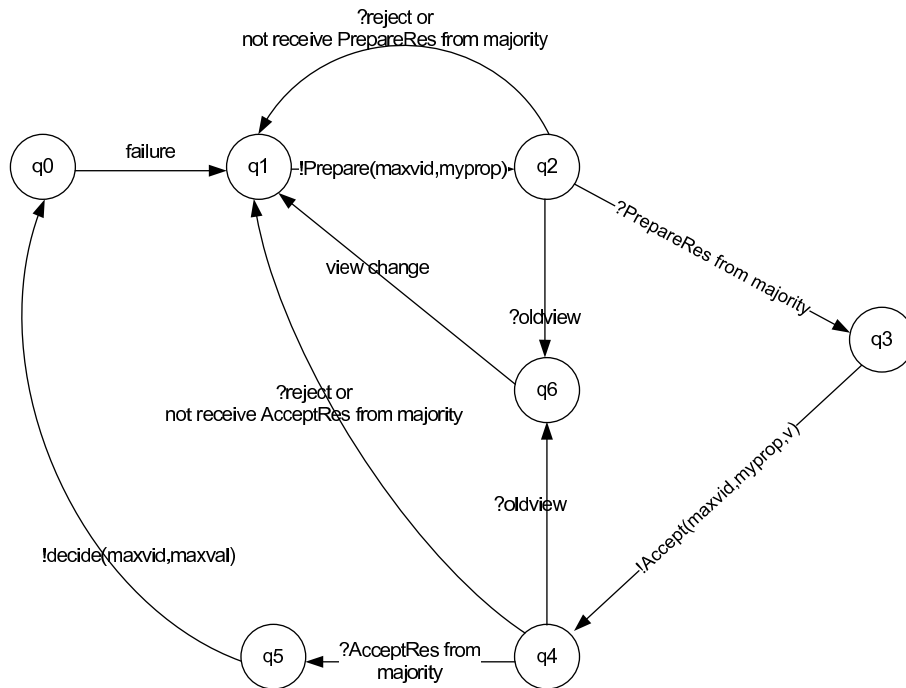 ?reject or
not receive PrepareRes from majority
failure
q0
q1
!Prepare(maxvid,myprop)
q2
?PrepareRes from majority
view change
?oldview
q3
q6
?reject or
not receive AcceptRes from majority
!Accept(maxvid,myprop,v)
?oldview
!decide(maxvid,maxval)
q5
?AcceptRes from
majority
q4